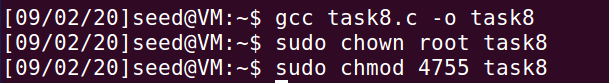 [09/02/20]seed@VM:~$ gcc task8.c -o task8
[09/02/20]seed@VM:~$ sudo chown root task8
[09/02/20]seed@VM:~$ sudo chmod 4755 task8